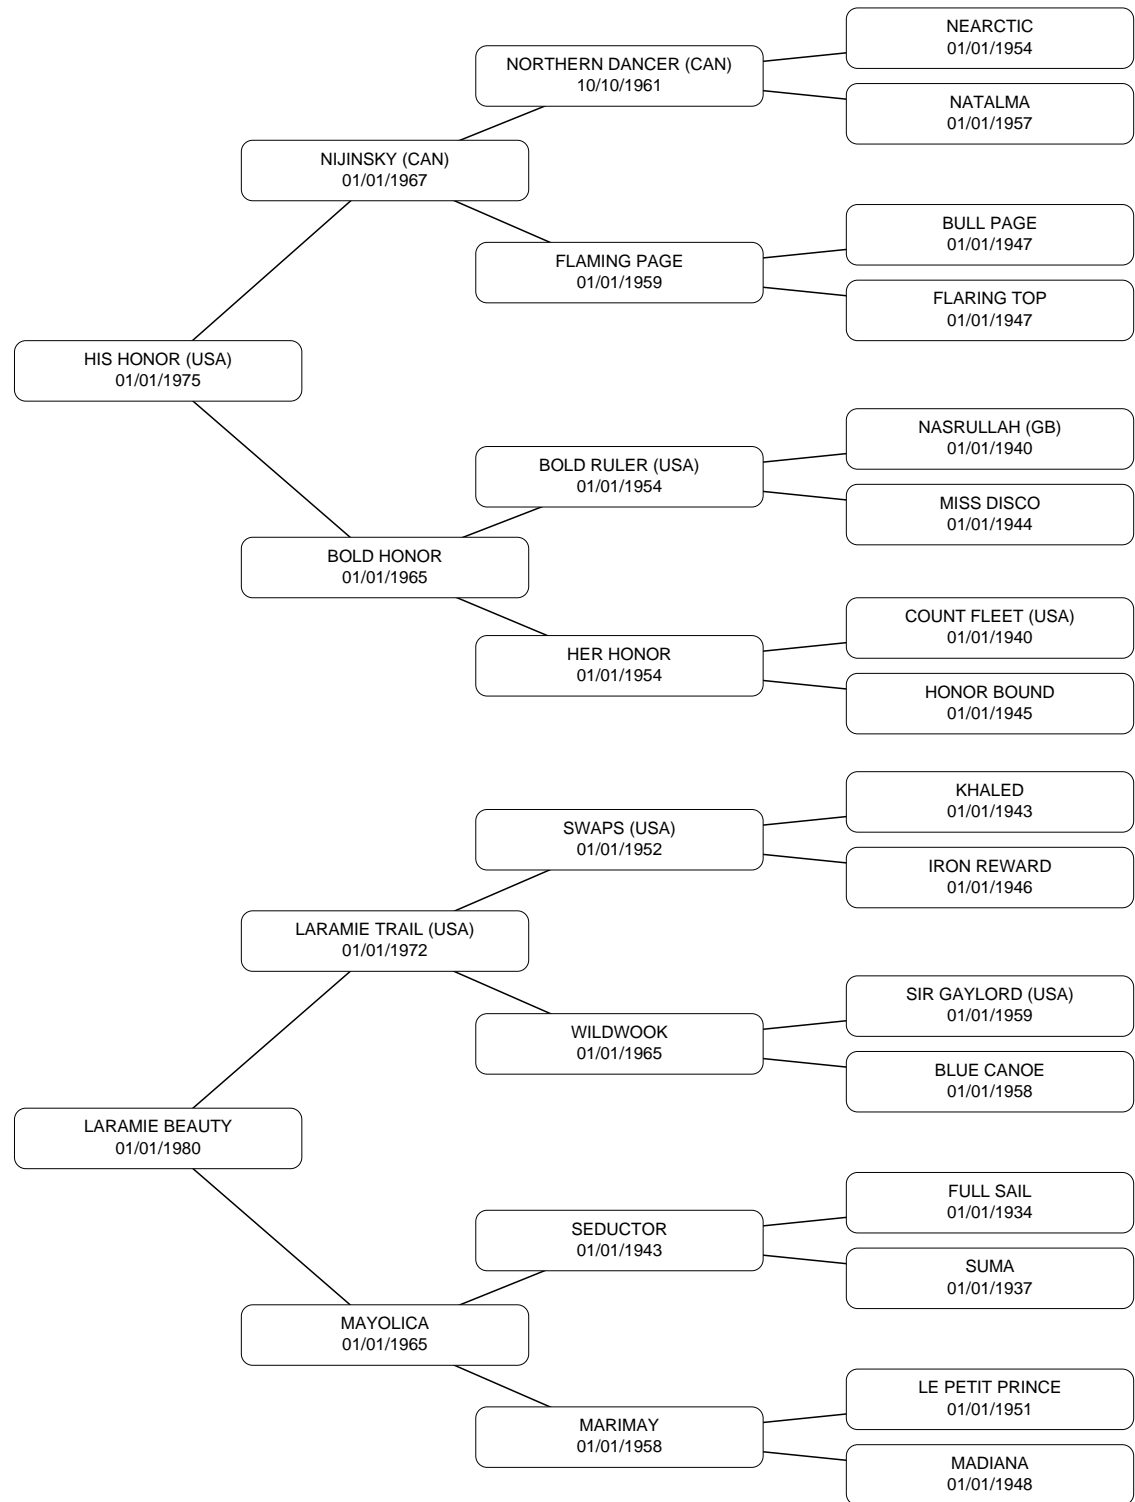 NEARCTIC
01/01/1954
NORTHERN DANCER (CAN)
10/10/1961
NATALMA
01/01/1957
NIJINSKY (CAN)
01/01/1967
BULL PAGE
01/01/1947
FLAMING PAGE
01/01/1959
FLARING TOP
01/01/1947
HIS HONOR (USA)
01/01/1975
NASRULLAH (GB)
01/01/1940
BOLD RULER (USA)
01/01/1954
MISS DISCO
01/01/1944
BOLD HONOR
01/01/1965
COUNT FLEET (USA)
01/01/1940
HER HONOR
01/01/1954
HONOR BOUND
01/01/1945
KHALED
01/01/1943
SWAPS (USA)
01/01/1952
IRON REWARD
01/01/1946
LARAMIE TRAIL (USA)
01/01/1972
SIR GAYLORD (USA)
01/01/1959
WILDWOOK
01/01/1965
BLUE CANOE
01/01/1958
LARAMIE BEAUTY
01/01/1980
FULL SAIL
01/01/1934
SEDUCTOR
01/01/1943
SUMA
01/01/1937
MAYOLICA
01/01/1965
LE PETIT PRINCE
01/01/1951
MARIMAY
01/01/1958
MADIANA
01/01/1948